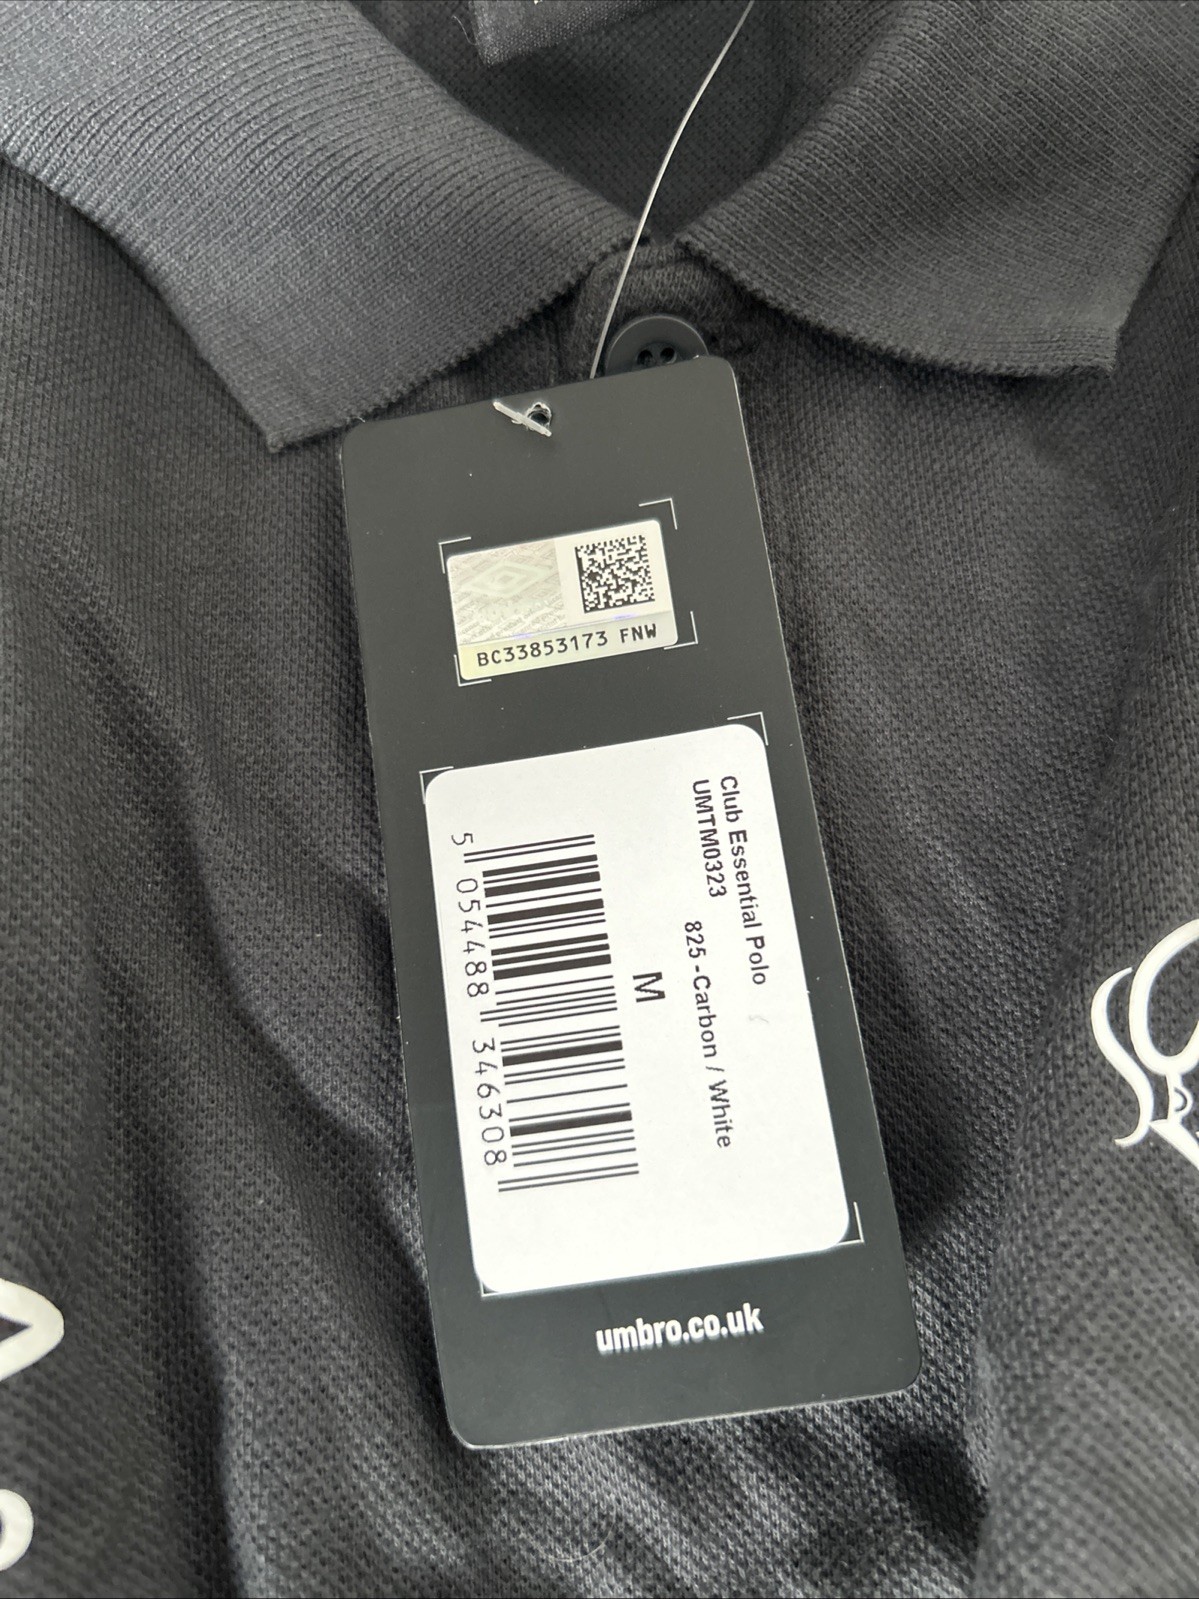 BC33853173 FNW
Club Essential Polo
UMTM0323 825 -Carbon / White
M
5 054488 346308
umbro.co.uk